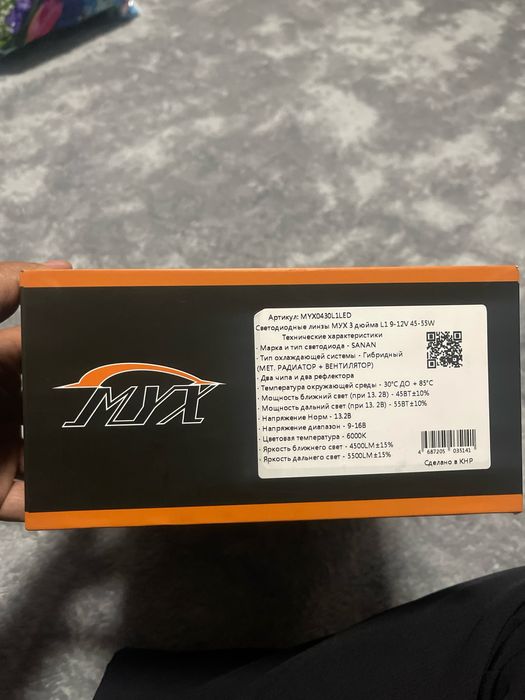 MYX
Артикул: MYX0430L1LED
Светодиодные линзы MYX 3 дюйма L1 9-12V 45-55W
Технические характеристики
- Марка и тип светодиода - SANAN
- Тип охлаждающей системы - Гибридный
(МЕТ. РАДИАТОР + ВЕНТИЛЯТОР)
- Два чипа и два рефлектора
- Температура окружающей среды - 30°C ДО + 85°C
- Мощность ближний свет (при 13. 2В) - 45ВТ±10%
- Мощность дальний свет (при 13. 2В) - 55ВТ±10%
- Напряжение Норм - 13.2В
- Напряжение диапазон - 9-16В
- Цветовая температура - 6000К
- Яркость ближнего свет - 4500LM±15%
- Яркость дальнего свет - 5500LM±15%
4 687205 035141
Сделано в КНР